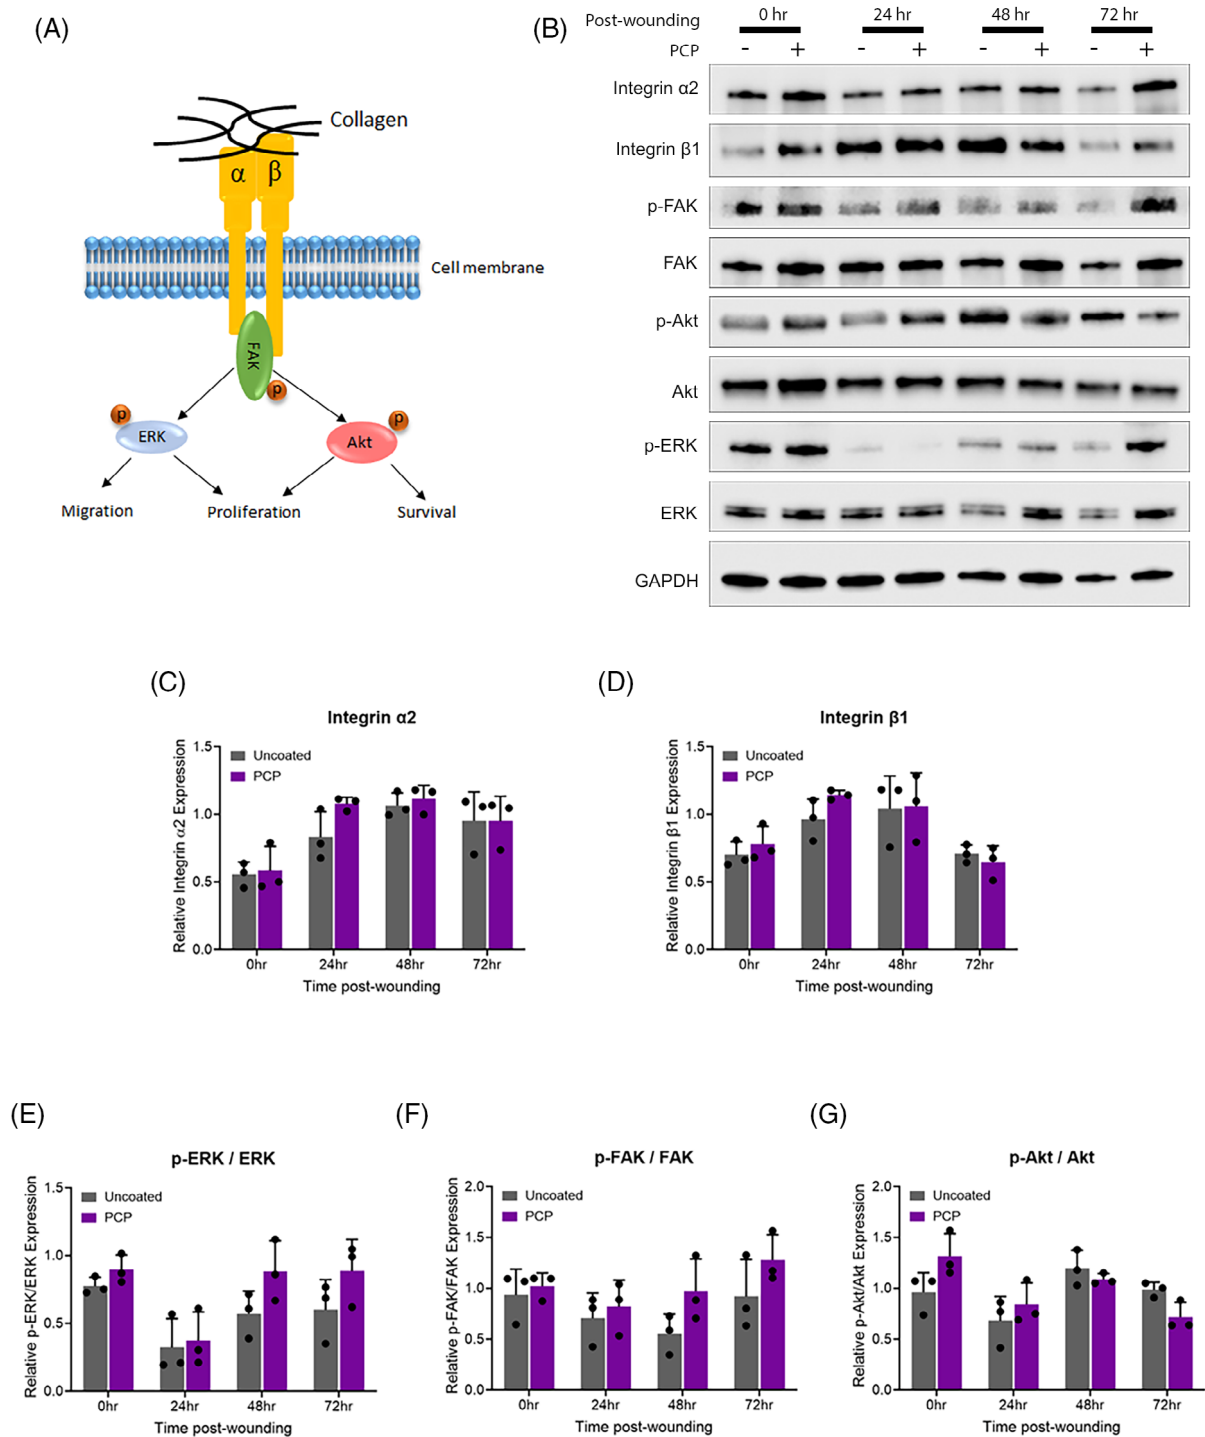 (A)
Collagen
α β
Cell membrane
FAK
p
p
ERK
p
Akt
Migration
Proliferation
Survival
(B)
Post-wounding 0 hr 24 hr 48 hr 72 hr
PCP - + - + - + - +
Integrin α2
Integrin β1
p-FAK
FAK
p-Akt
Akt
p-ERK
ERK
GAPDH
(C)
Integrin α2
Relative Integrin α2 Expression
1.5
1.0
0.5
0.0
Uncoated
PCP
0hr 24hr 48hr 72hr
Time post-wounding
(D)
Integrin β1
Relative Integrin β1 Expression
1.5
1.0
0.5
0.0
Uncoated
PCP
0hr 24hr 48hr 72hr
Time post-wounding
(E)
p-ERK / ERK
Relative p-ERK/ERK Expression
1.5
1.0
0.5
0.0
Uncoated
PCP
0hr 24hr 48hr 72hr
Time post-wounding
(F)
p-FAK / FAK
Relative p-FAK/FAK Expression
2.0
1.5
1.0
0.5
0.0
Uncoated
PCP
0hr 24hr 48hr 72hr
Time post-wounding
(G)
p-Akt / Akt
Relative p-Akt/Akt Expression
2.0
1.5
1.0
0.5
0.0
Uncoated
PCP
0hr 24hr 48hr 72hr
Time post-wounding